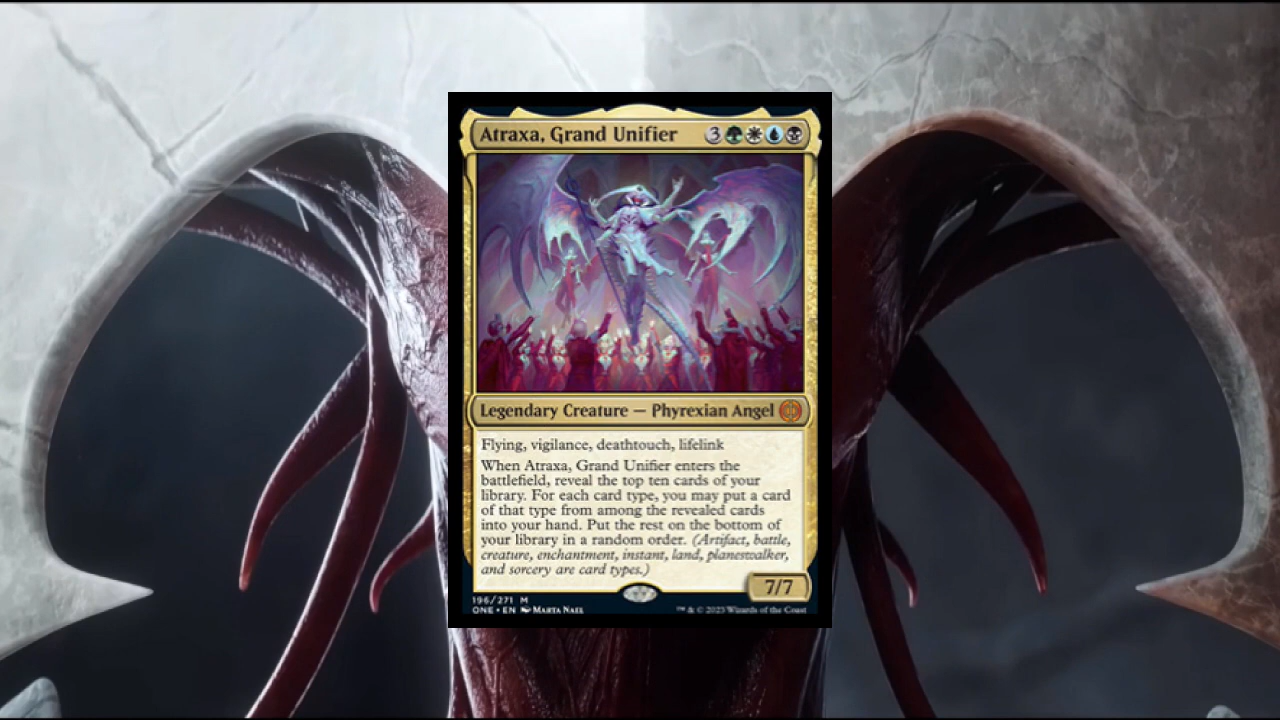 Atraxa, Grand Unifier 3
Legendary Creature — Phyrexian Angel
Flying, vigilance, deathtouch, lifelink
When Atraxa, Grand Unifier enters the
battlefield, reveal the top ten cards of your
library. For each card type, you may put a card
of that type from among the revealed cards
into your hand. Put the rest on the bottom of
your library in a random order. (Artifact, battle,
creature, enchantment, instant, land, planeswalker,
and sorcery are card types.)
7/7
196/271 M
ONE • EN Marta Nael
™ & © 2023 Wizards of the Coast